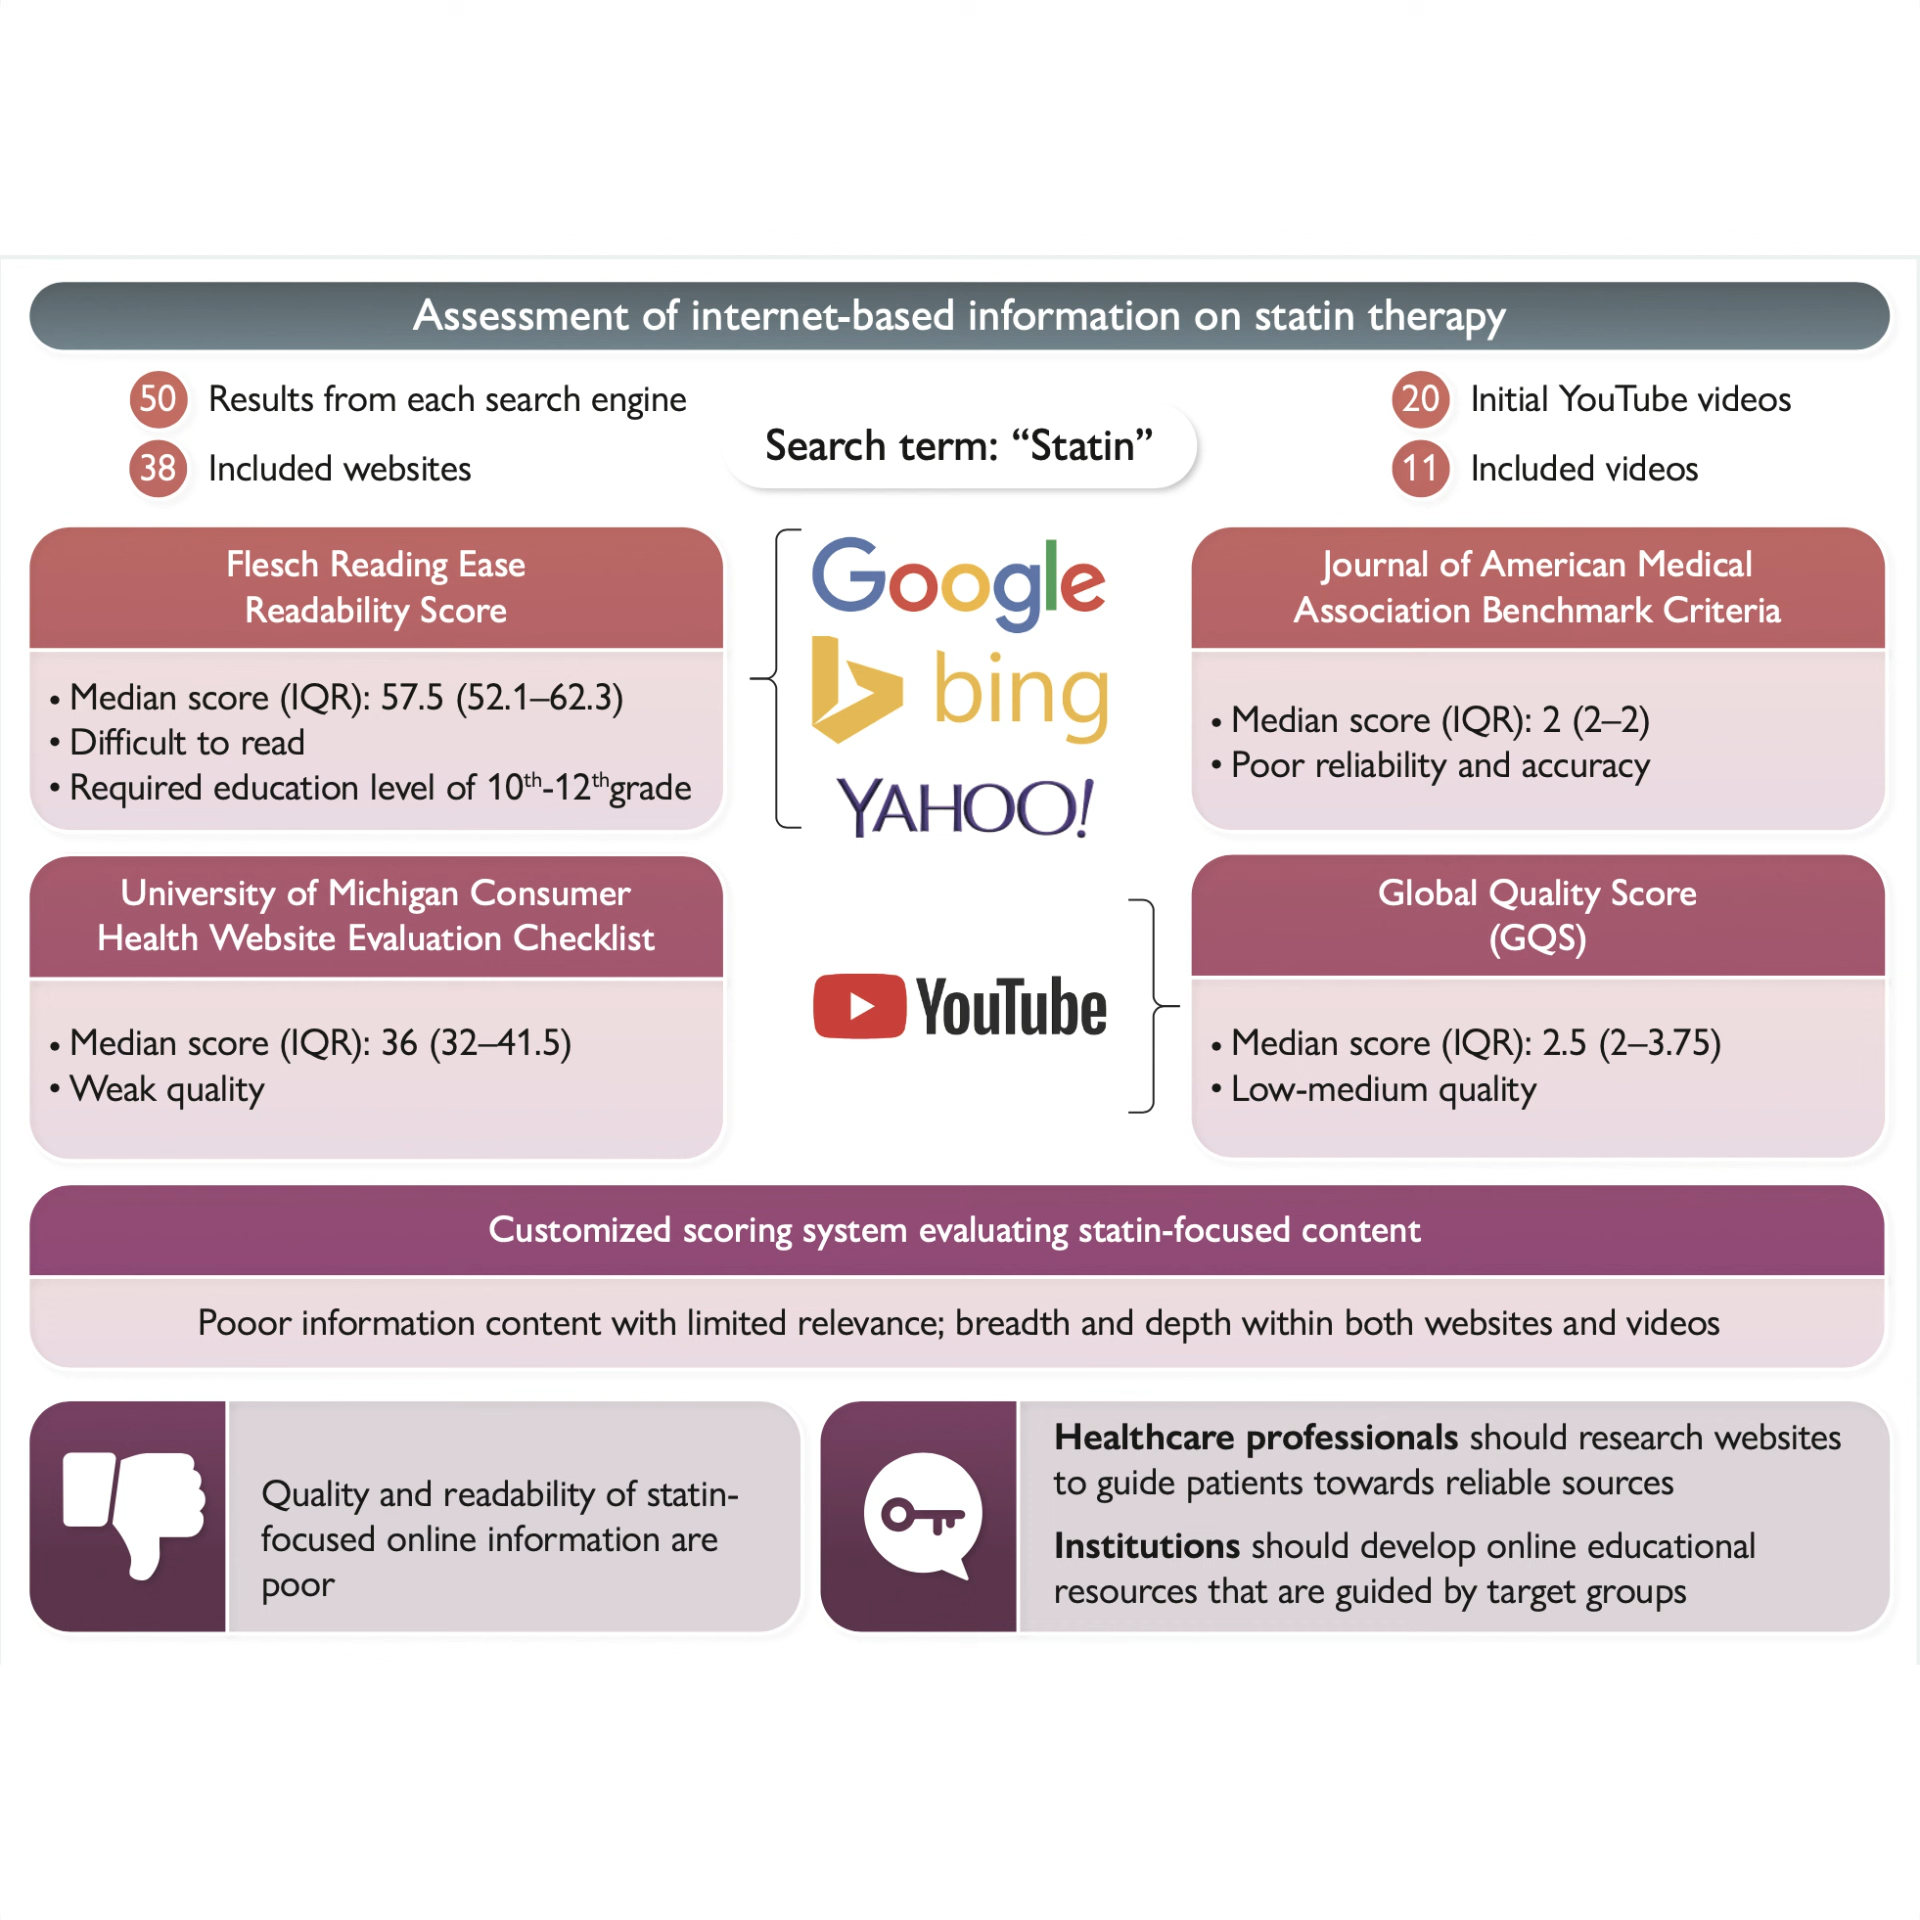 Assessment of internet-based information on statin therapy
50 Results from each search engine
38 Included websites
Search term: “Statin”
20 Initial YouTube videos
11 Included videos
Flesch Reading Ease
Readability Score
• Median score (IQR): 57.5 (52.1–62.3)
• Difficult to read
• Required education level of 10th-12thgrade
Google
bing
YAHOO!
Journal of American Medical
Association Benchmark Criteria
• Median score (IQR): 2 (2–2)
• Poor reliability and accuracy
University of Michigan Consumer
Health Website Evaluation Checklist
• Median score (IQR): 36 (32–41.5)
• Weak quality
YouTube
Global Quality Score
(GQS)
• Median score (IQR): 2.5 (2–3.75)
• Low-medium quality
Customized scoring system evaluating statin-focused content
Pooor information content with limited relevance; breadth and depth within both websites and videos
Quality and readability of statin-
focused online information are
poor
Healthcare professionals should research websites
to guide patients towards reliable sources
Institutions should develop online educational
resources that are guided by target groups